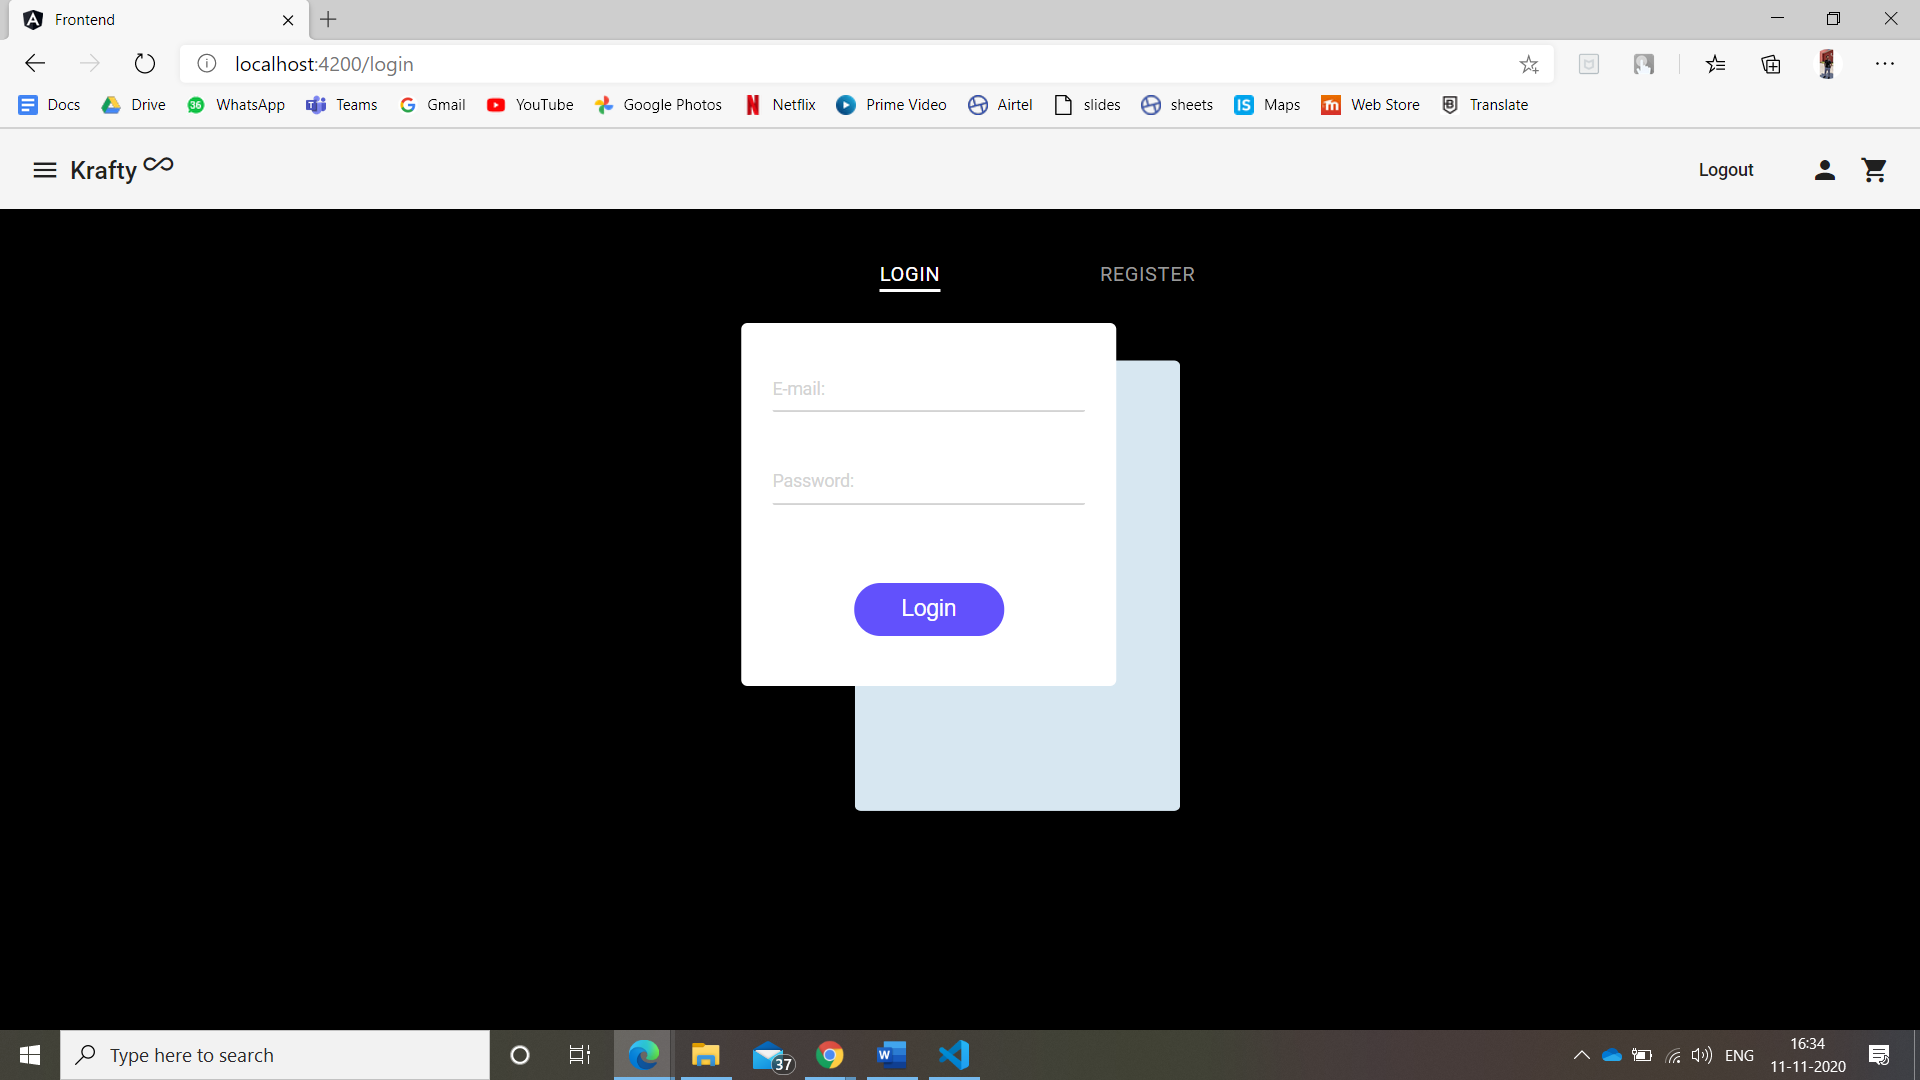 Frontend
localhost:4200/login
Docs Drive 36 WhatsApp Teams Gmail YouTube Google Photos Netflix Prime Video Airtel slides sheets IS Maps Web Store Translate
Krafty
Logout
LOGIN REGISTER
E-mail:
Password:
Login
Type here to search
37
ENG
16:34
11-11-2020